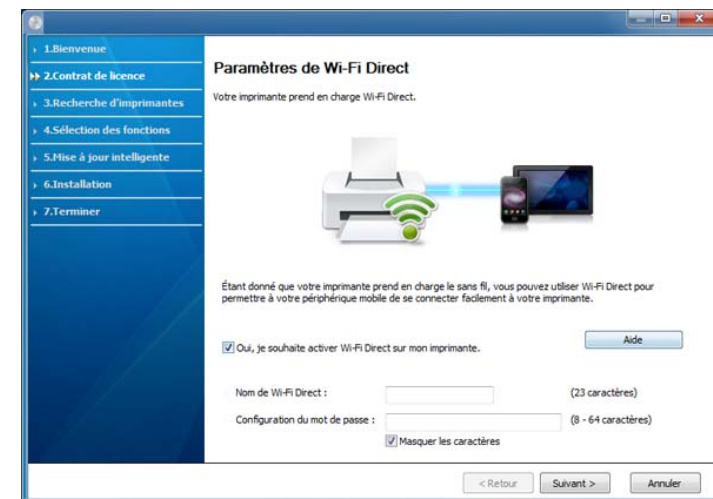 1.Bienvenue
2.Contrat de licence
3.Recherche d'imprimantes
4.Sélection des fonctions
5.Mise à jour intelligente
6.Installation
7.Terminer
Paramètres de Wi-Fi Direct
Votre imprimante prend en charge Wi-Fi Direct.
Étant donné que votre imprimante prend en charge le sans fil, vous pouvez utiliser Wi-Fi Direct pour
permettre à votre périphérique mobile de se connecter facilement à votre imprimante.
Oui, je souhaite activer Wi-Fi Direct sur mon imprimante.
Aide
Nom de Wi-Fi Direct : (23 caractères)
Configuration du mot de passe : (8 - 64 caractères)
Masquer les caractères
< Retour Suivant > Annuler